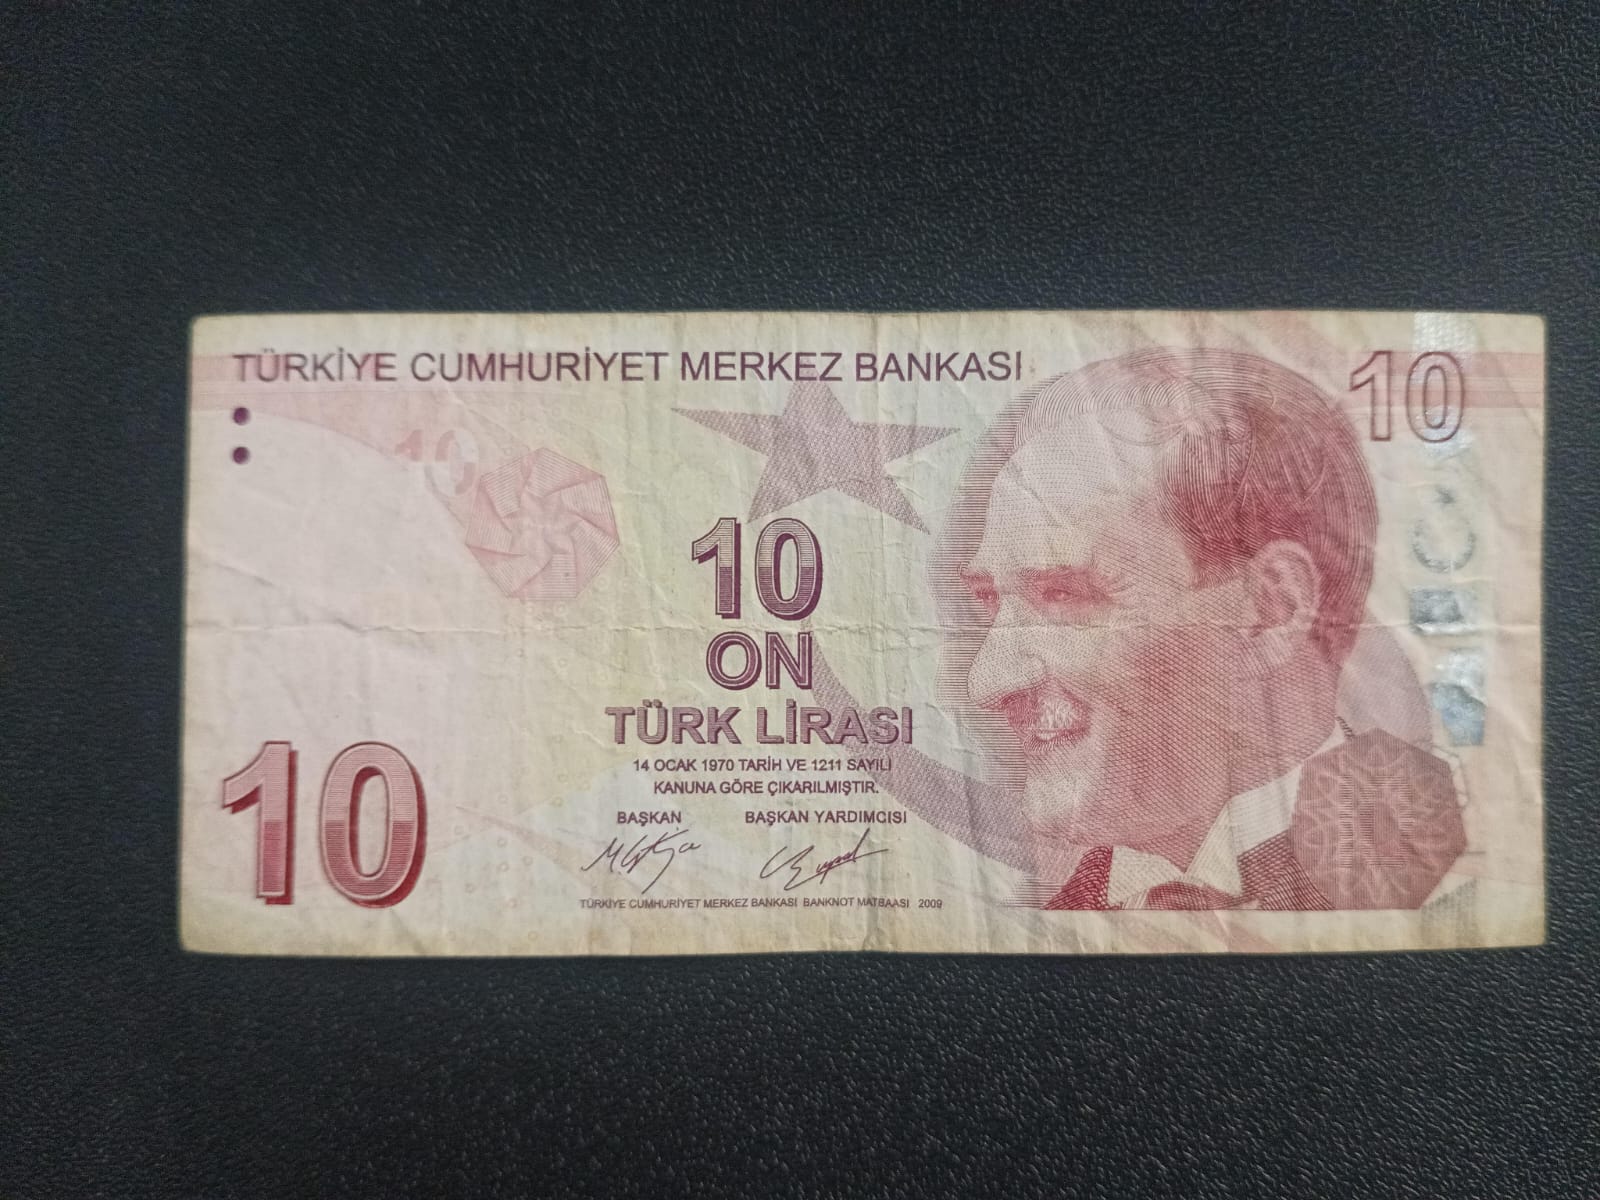 TÜRKİYE CUMHURİYET MERKEZ BANKASI
10
10
10
ON
TÜRK LİRASI
14 OCAK 1970 TARİH VE 1211 SAYILI
KANUNA GÖRE ÇIKARILMIŞTIR.
BAŞKAN BAŞKAN YARDIMCISI
10
TÜRKİYE CUMHURİYET MERKEZ BANKASI BANKNOT MATBAASI 2009